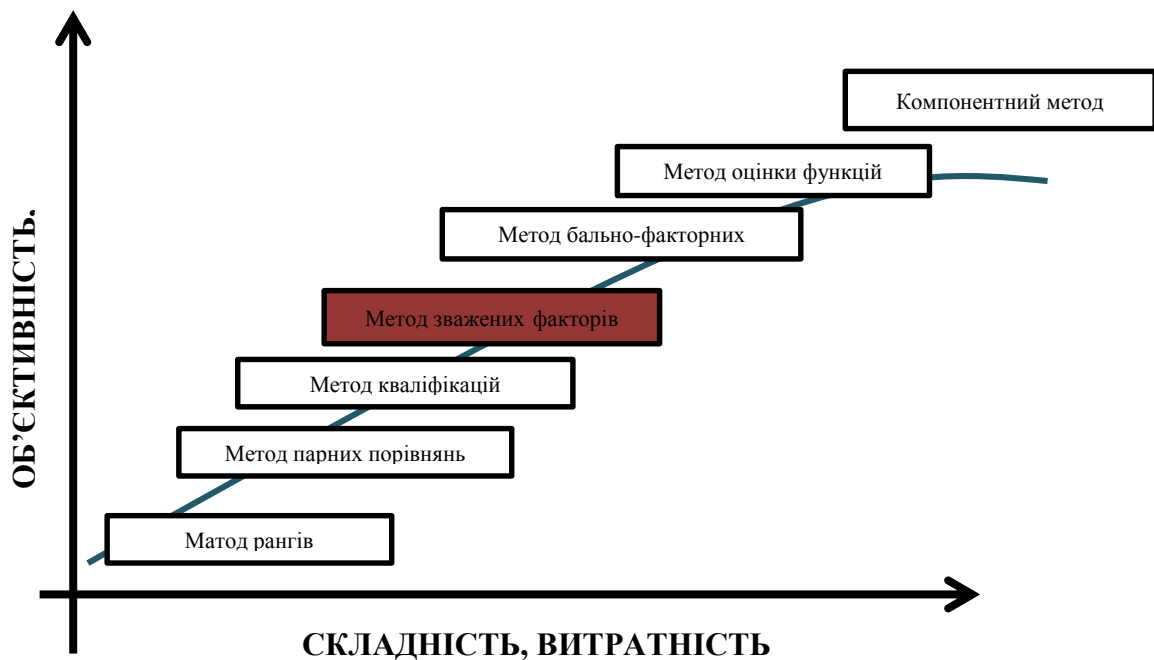 Компонентний метод
Метод оцінки функцій
Метод бально-факторних
Метод зважених факторів
Метод кваліфікацій
Метод парних порівнянь
Матод рангів
ОБ’ЄКТИВНІСТЬ.
СКЛАДНІСТЬ, ВИТРАТНІСТЬ